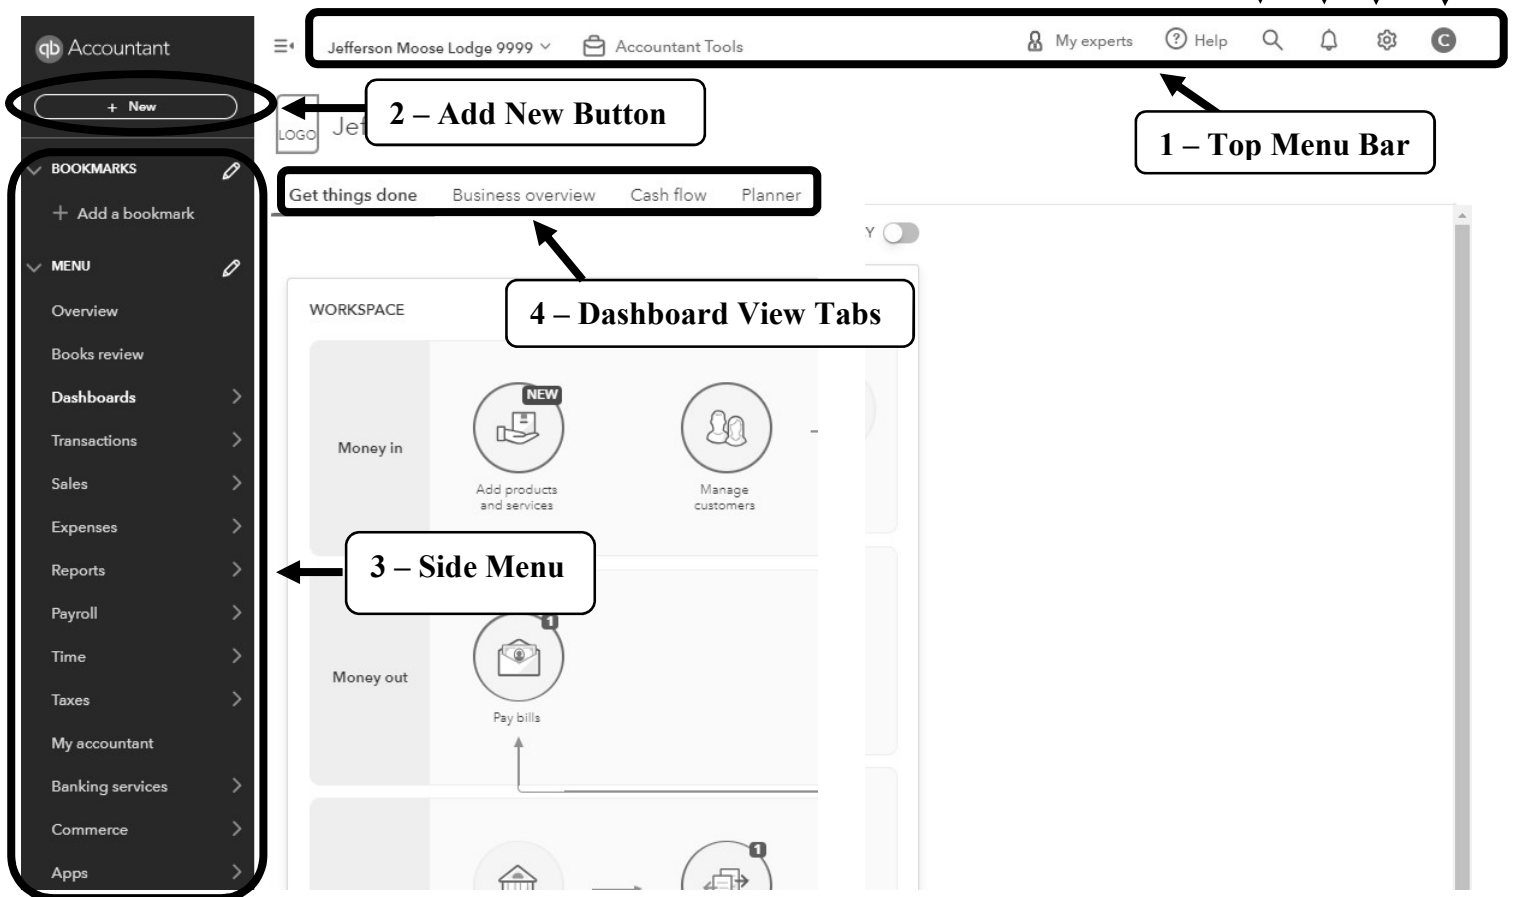 qb Accountant
Jefferson Moose Lodge 9999
Accountant Tools
My experts
Help
C
+ New
2 – Add New Button
1 – Top Menu Bar
LOGO
Jef
BOOKMARKS
+ Add a bookmark
Get things done
Business overview
Cash flow
Planner
Y
MENU
Overview
Books review
Dashboards
Transactions
Sales
Expenses
Reports
Payroll
Time
Taxes
My accountant
Banking services
Commerce
Apps
4 – Dashboard View Tabs
WORKSPACE
Money in
NEW
Add products
and services
Manage
customers
3 – Side Menu
Money out
1
Pay bills
1